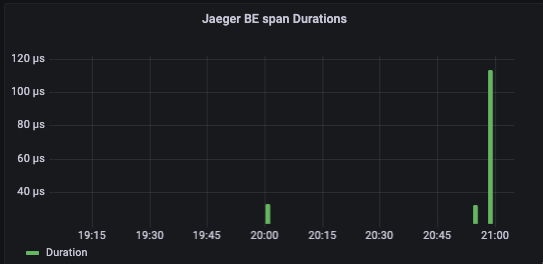 Jaeger BE span Durations
120 µs
100 µs
80 µs
60 µs
40 µs
19:15 19:30 19:45 20:00 20:15 20:30 20:45 21:00
Duration